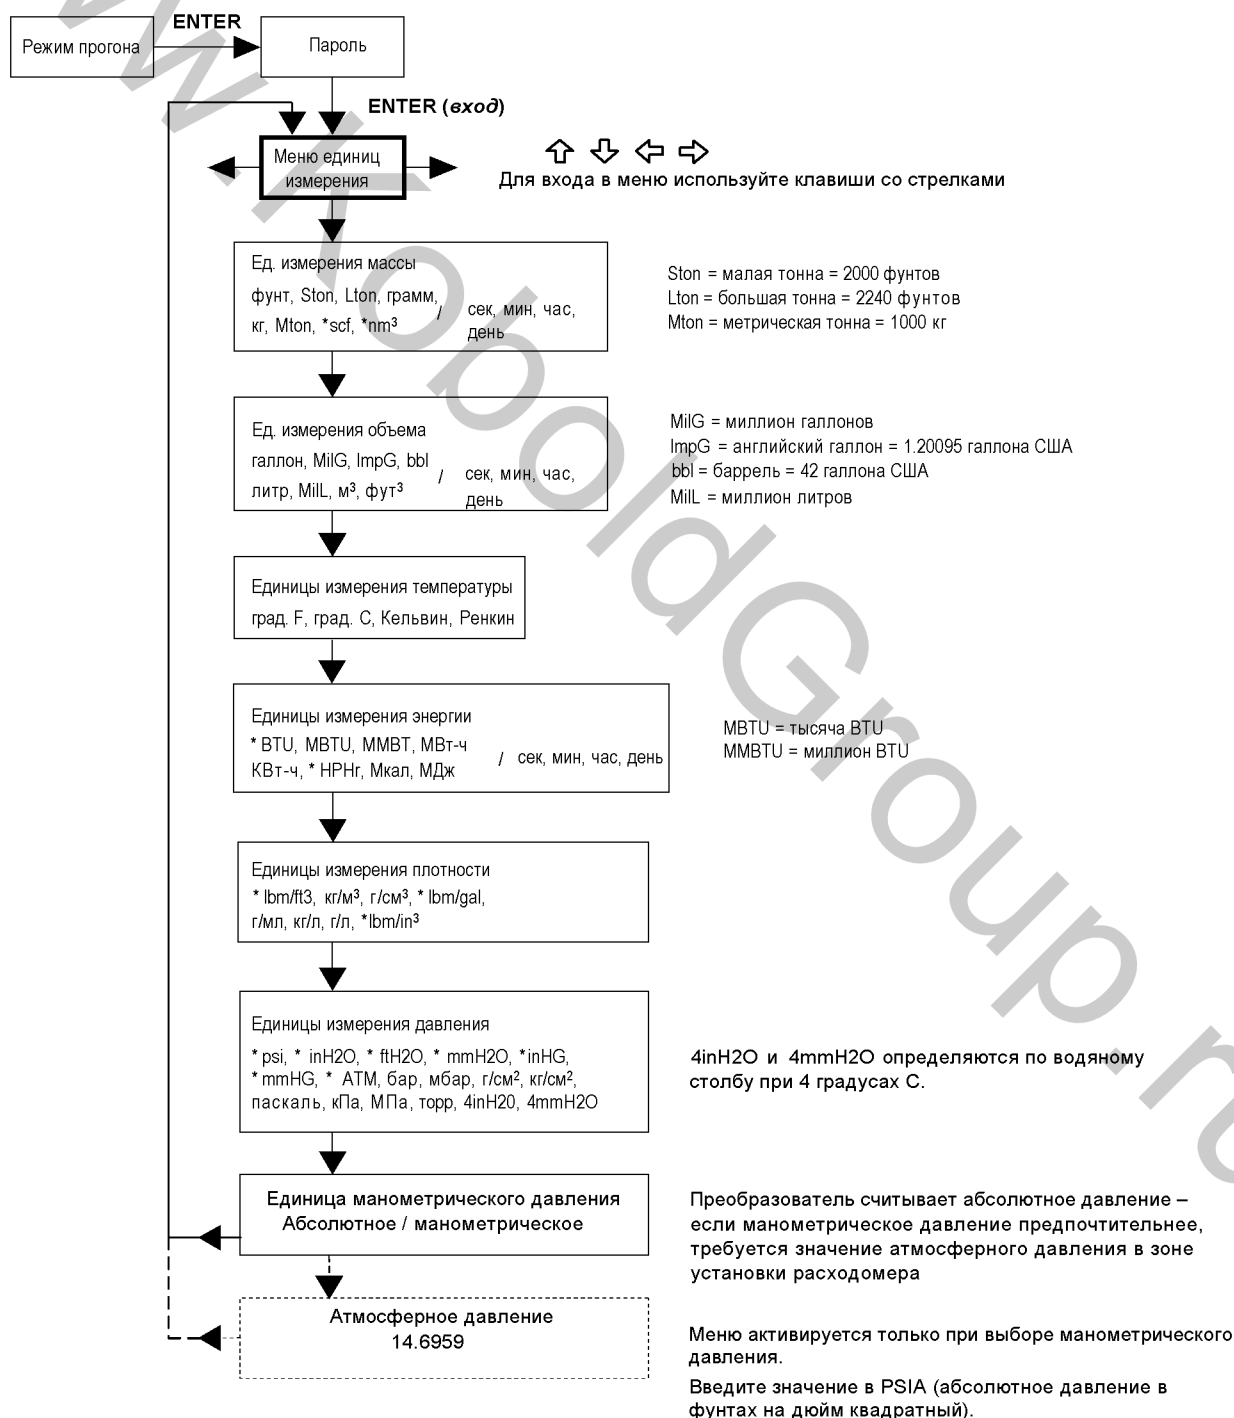 ENTER
Режим прогона
Пароль
ENTER (вход)
Меню единиц
измерения
Для входа в меню используйте клавиши со стрелками
Ед. измерения массы
фунт, Ston, Lton, грамм,
кг, Mton, *scf, *nm³
/ сек, мин, час,
день
Ston = малая тонна = 2000 фунтов
Lton = большая тонна = 2240 фунтов
Mton = метрическая тонна = 1000 кг
Ед. измерения объема
галлон, MilG, ImpG, bbl
литр, MilL, м³, фут³
/ сек, мин, час,
день
MilG = миллион галлонов
ImpG = английский галлон = 1.20095 галлона США
bbl = баррель = 42 галлона США
MilL = миллион литров
Единицы измерения температуры
град. F, град. C, Кельвин, Ренкин
Единицы измерения энергии
* BTU, MBTU, MMBT, МВт-ч
КВт-ч, * HPHr, Мкал, МДж
/ сек, мин, час, день
MBTU = тысяча BTU
MMBTU = миллион BTU
Единицы измерения плотности
* lbm/ft3, кг/м³, г/см³, * lbm/gal,
г/мл, кг/л, г/л, *lbm/in³
Единицы измерения давления
* psi, * inH2O, * ftH2O, * mmH2O, *inHG,
* mmHG, * ATM, бар, мбар, г/см², кг/см²,
паскаль, кПа, МПа, торр, 4inH20, 4mmH2O
4inH2O и 4mmH2O определяются по водяному
столбу при 4 градусах С.
Единица манометрического давления
Абсолютное / манометрическое
Преобразователь считывает абсолютное давление –
если манометрическое давление предпочтительнее,
требуется значение атмосферного давления в зоне
установки расходомера
Атмосферное давление
14.6959
Меню активируется только при выборе манометрического
давления.
Введите значение в PSIA (абсолютное давление в
фунтах на дюйм квадратный).
www.KoboldGroup.ru